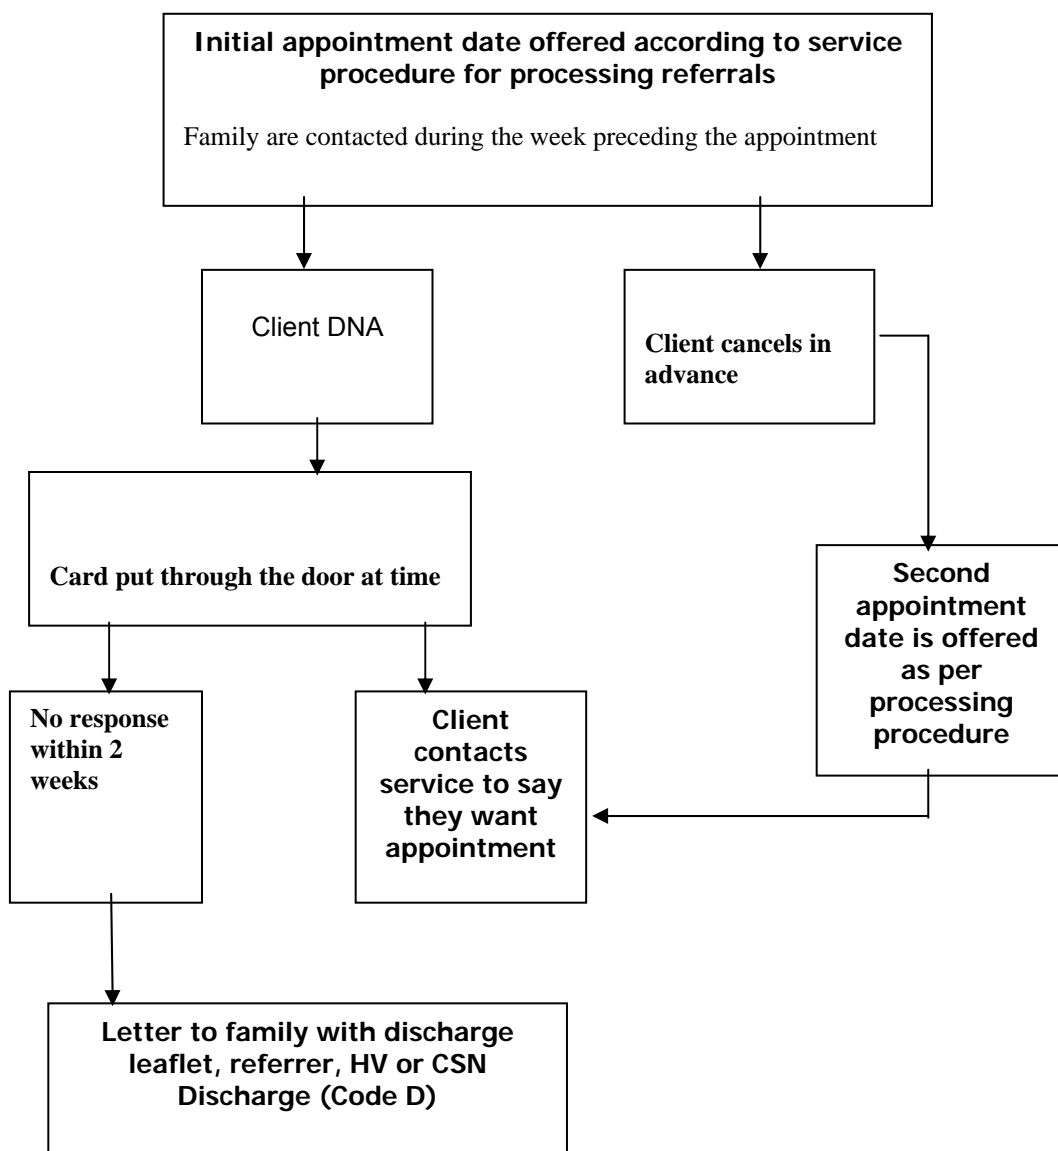 Initial appointment date offered according to service
procedure for processing referrals
Family are contacted during the week preceding the appointment
Client DNA
Client cancels in
advance
Card put through the door at time
Second
appointment
date is offered
as per
processing
procedure
No response
within 2
weeks
Client
contacts
service to say
they want
appointment
Letter to family with discharge
leaflet, referrer, HV or CSN
Discharge (Code D)